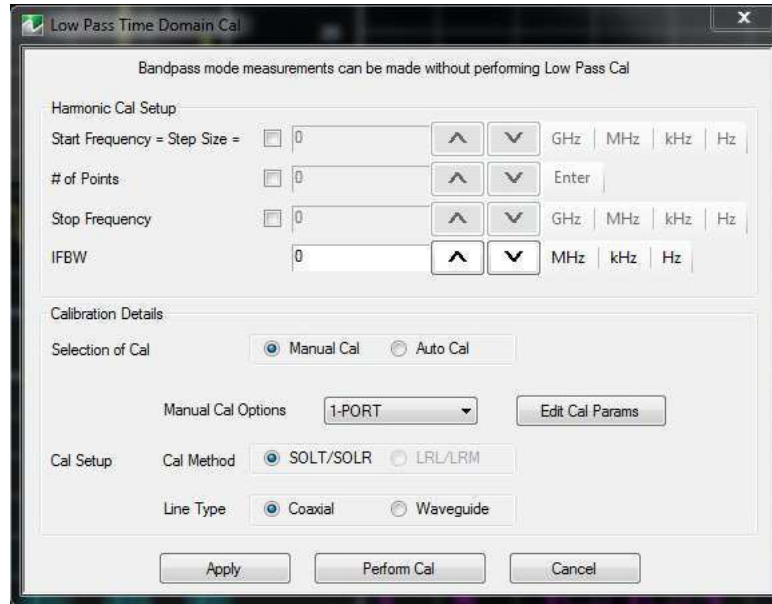 Low Pass Time Domain Cal X
Bandpass mode measurements can be made without performing Low Pass Cal
Harmonic Cal Setup
Start Frequency = Step Size = 0 GHz MHz kHz Hz
# of Points 0 Enter
Stop Frequency 0 GHz MHz kHz Hz
IFBW 0 MHz kHz Hz
Calibration Details
Selection of Cal Manual Cal Auto Cal
Manual Cal Options 1-PORT Edit Cal Params
Cal Setup Cal Method SOLT/SOLR LRL/LRM
Line Type Coaxial Waveguide
Apply Perform Cal Cancel